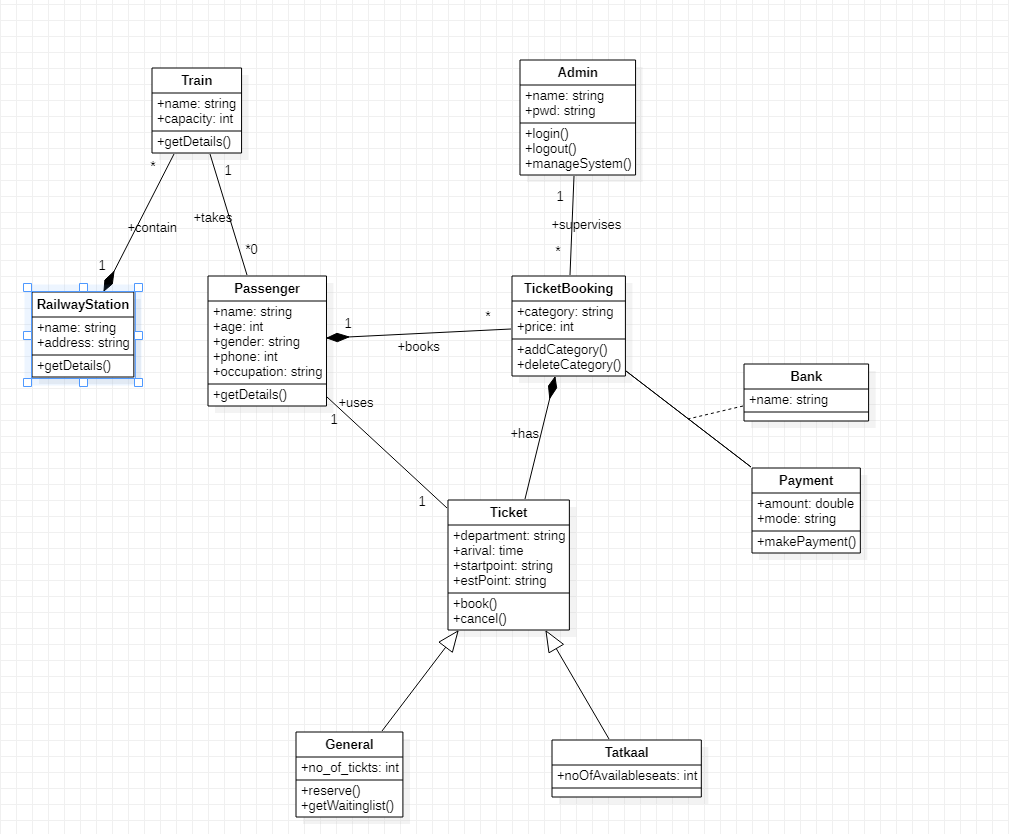 Train
+name: string
+capacity: int
+getDetails()
Admin
+name: string
+pwd: string
+login()
+logout()
+manageSystem()
*
1
1
+takes
+contain
+supervises
*0
*
1
RailwayStation
+name: string
+address: string
+getDetails()
Passenger
+name: string
+age: int
+gender: string
+phone: int
+occupation: string
+getDetails()
1
*
+books
TicketBooking
+category: string
+price: int
+addCategory()
+deleteCategory()
Bank
+name: string
+uses
1
+has
1
Payment
+amount: double
+mode: string
+makePayment()
Ticket
+department: string
+arival: time
+startpoint: string
+estPoint: string
+book()
+cancel()
General
+no_of_tickts: int
+reserve()
+getWaitinglist()
Tatkaal
+noOfAvailableseats: int